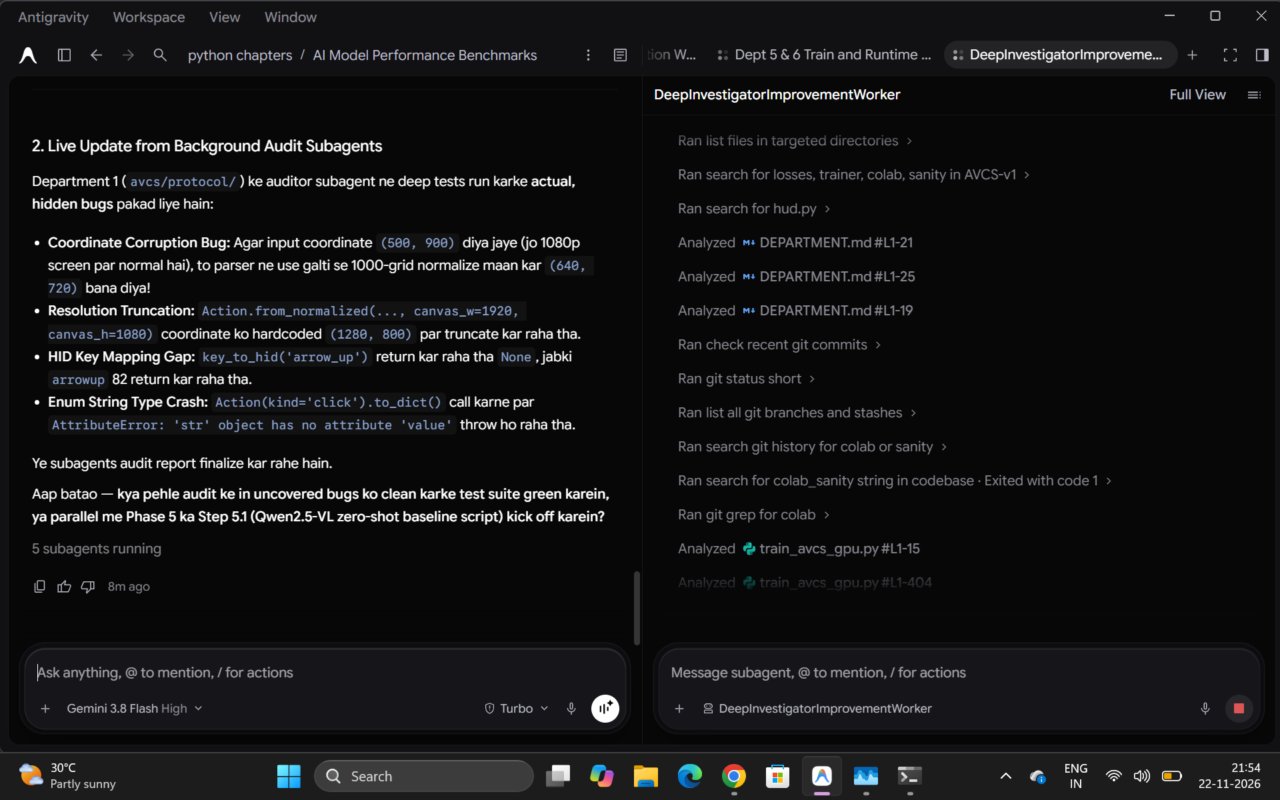 Antigravity Workspace View Window
python chapters / AI Model Performance Benchmarks
tion W... Dept 5 & 6 Train and Runtime ... DeepInvestigatorImproveme...
2. Live Update from Background Audit Subagents
Department 1 ( avcs/protocol/ ) ke auditor subagent ne deep tests run karke actual,
hidden bugs pakad liye hain:
• Coordinate Corruption Bug: Agar input coordinate (500, 900) diya jaye (jo 1080p
screen par normal hai), to parser ne use galti se 1000-grid normalize maan kar (640,
720) bana diya!
• Resolution Truncation: Action.from_normalized(..., canvas_w=1920,
canvas_h=1080) coordinate ko hardcoded (1280, 800) par truncate kar raha tha.
• HID Key Mapping Gap: key_to_hid('arrow_up') return kar raha tha None , jabki
arrowup 82 return kar raha tha.
• Enum String Type Crash: Action(kind='click').to_dict() call karne par
AttributeError: 'str' object has no attribute 'value' throw ho raha tha.
Ye subagents audit report finalize kar rahe hain.
Aap batao — kya pehle audit ke in uncovered bugs ko clean karke test suite green karein,
ya parallel me Phase 5 ka Step 5.1 (Qwen2.5-VL zero-shot baseline script) kick off karein?
5 subagents running
8m ago
Ask anything, @ to mention, / for actions
+ Gemini 3.8 Flash High Turbo
DeepInvestigatorImprovementWorker Full View
Ran list files in targeted directories >
Ran search for losses, trainer, colab, sanity in AVCS-v1 >
Ran search for hud.py >
Analyzed DEPARTMENT.md #L1-21
Analyzed DEPARTMENT.md #L1-25
Analyzed DEPARTMENT.md #L1-19
Ran check recent git commits >
Ran git status short >
Ran list all git branches and stashes >
Ran search git history for colab or sanity >
Ran search for colab_sanity string in codebase · Exited with code 1 >
Ran git grep for colab >
Analyzed train_avcs_gpu.py #L1-15
Analyzed train_avcs_gpu.py #L1-404
Message subagent, @ to mention, / for actions
+ DeepInvestigatorImprovementWorker
30°C
Partly sunny
Search
ENG
IN
21:54
22-11-2026